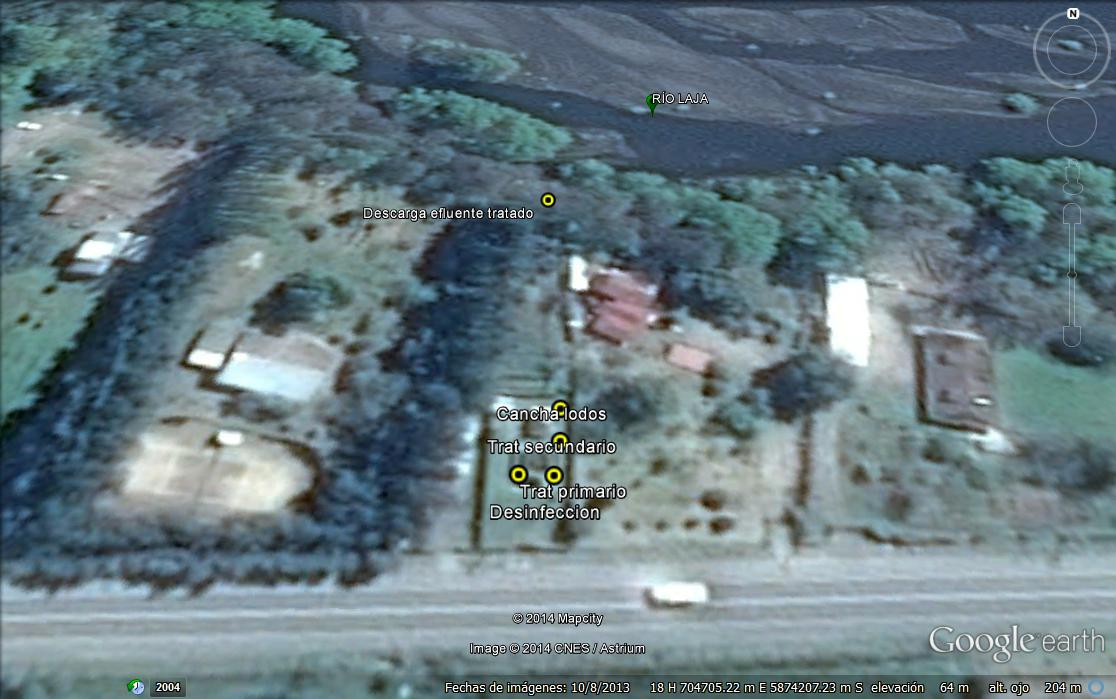 N
RÍO LAJA
Descarga efluente tratado
Cancha lodos
Trat secundario
Trat primario
Desinfeccion
© 2014 Mapcity
Image © 2014 CNES / Astrium
Google earth
2004
Fechas de imágenes: 10/8/2013 18 H 704705.22 m E 5874207.23 m S elevación 64 m alt. ojo 204 m